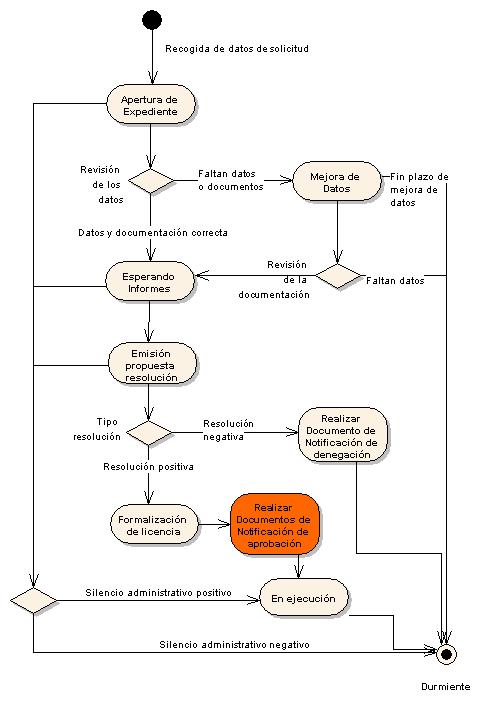 Recogida de datos de solicitud
Apertura de
Expediente
Revisión
de los
datos
Faltan datos
o documentos
Mejora de
Datos
Fin plazo de
mejora de
datos
Datos y documentación correcta
Esperando
Informes
Revisión
de la
documentación
Faltan datos
Emisión
propuesta
resolución
Tipo
resolución
Resolución
negativa
Realizar
Documento de
Notificación de
denegación
Resolución positiva
Formalización
de licencia
Realizar
Documentos de
Notificación de
aprobación
Silencio administrativo positivo
En ejecución
Silencio administrativo negativo
Durmiente